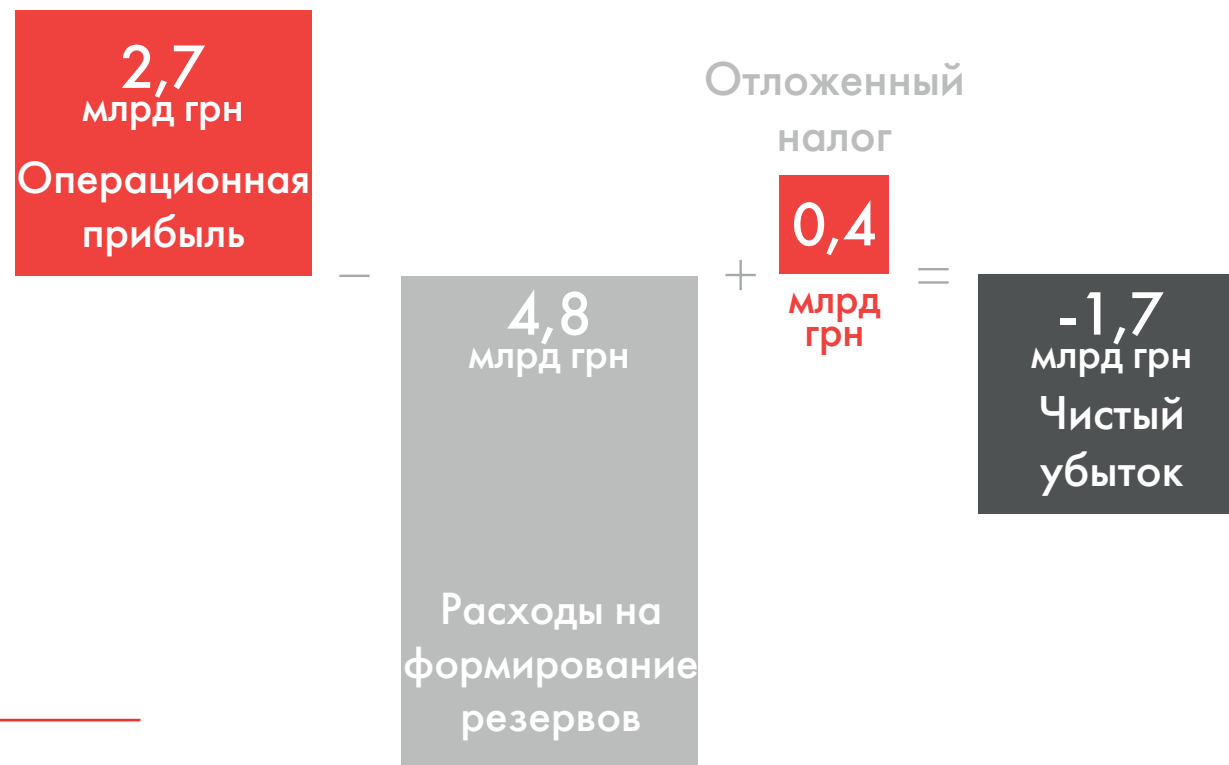 2,7
млрд грн
Операционная
прибыль
–
4,8
млрд грн
Расходы на
формирование
резервов
+
Отложенный
налог
0,4
млрд
грн
=
-1,7
млрд грн
Чистый
убыток